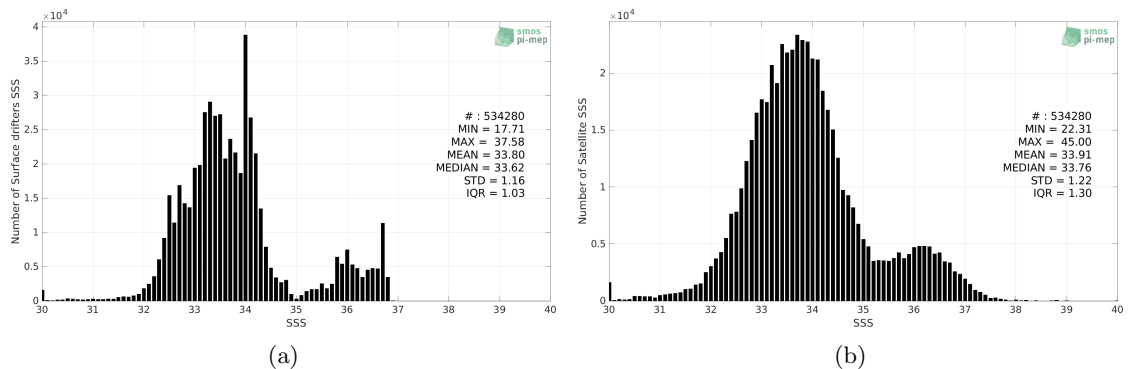 ×10⁴
4
3.5
3
2.5
2
1.5
1
0.5
0
30 31 32 33 34 35 36 37 38 39 40
SSS
Number of Surface drifters SSS
smos
pi-mep
# : 534280
MIN = 17.71
MAX = 37.58
MEAN = 33.80
MEDIAN = 33.62
STD = 1.16
IQR = 1.03
(a)
×10⁴
2
1.5
1
0.5
0
30 31 32 33 34 35 36 37 38 39 40
SSS
Number of Satellite SSS
smos
pi-mep
# : 534280
MIN = 22.31
MAX = 45.00
MEAN = 33.91
MEDIAN = 33.76
STD = 1.22
IQR = 1.30
(b)